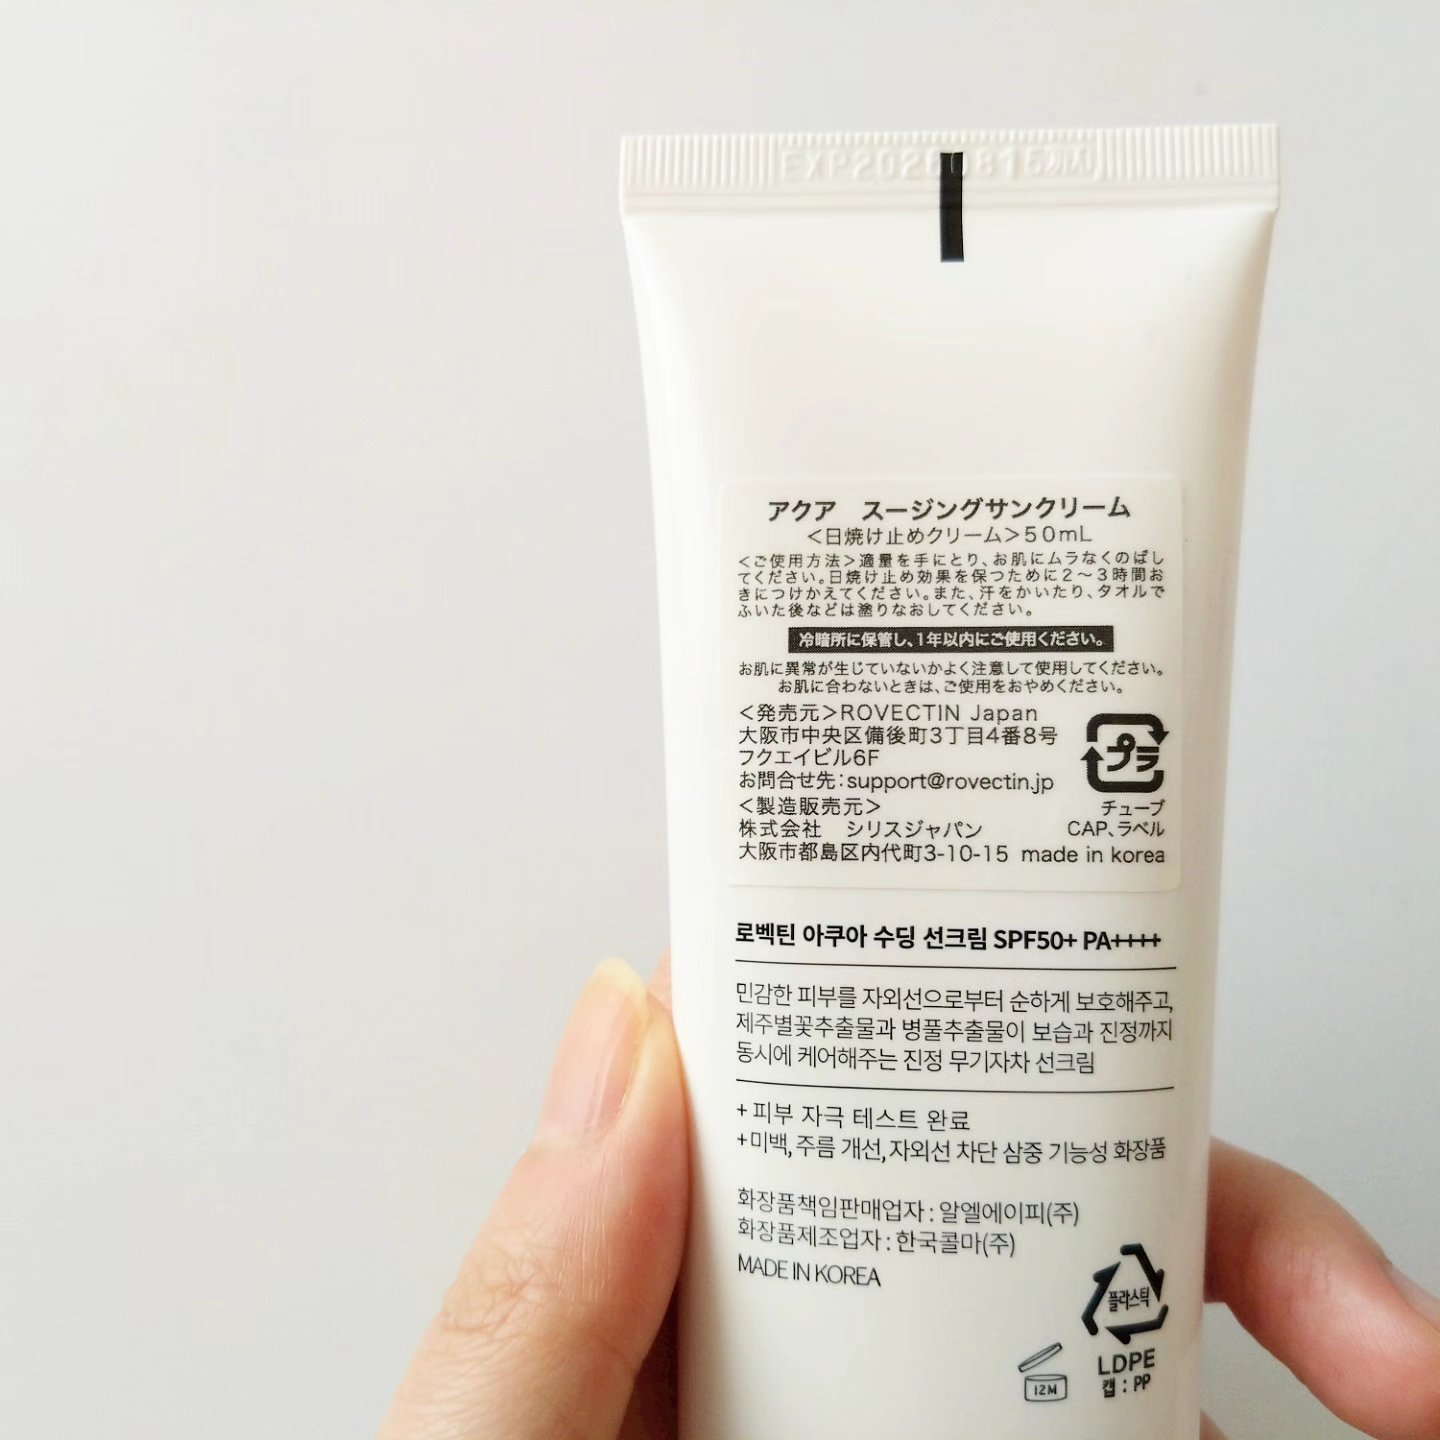 EXP20260815까지
アクア　スージングサンクリーム
＜日焼け止めクリーム＞50mL
＜ご使用方法＞適量を手にとり、お肌にムラなくのばし
てください。日焼け止め効果を保つために2～3時間お
きにつけかえてください。また、汗をかいたり、タオルで
ふいた後などは塗りなおしてください。
冷暗所に保管し、1年以内にご使用ください。
お肌に異常が生じていないかよく注意して使用してください。
お肌に合わないときは、ご使用をおやめください。
＜発売元＞ROVECTIN Japan
大阪市中央区備後町3丁目4番8号
フクエイビル6F
お問合せ先：support@rovectin.jp
＜製造販売元＞
株式会社　シリスジャパン
大阪市都島区内代町3-10-15 made in korea
プラ
チューブ
CAP、ラベル
로벡틴 아쿠아 수딩 선크림 SPF50+ PA++++
민감한 피부를 자외선으로부터 순하게 보호해주고,
제주별꽃추출물과 병풀추출물이 보습과 진정까지
동시에 케어해주는 진정 무기자차 선크림
+ 피부 자극 테스트 완료
+ 미백, 주름 개선, 자외선 차단 삼중 기능성 화장품
화장품책임판매업자 : 알엘에이피(주)
화장품제조업자 : 한국콜마(주)
MADE IN KOREA
플라스틱
LDPE
캡 : PP
12M